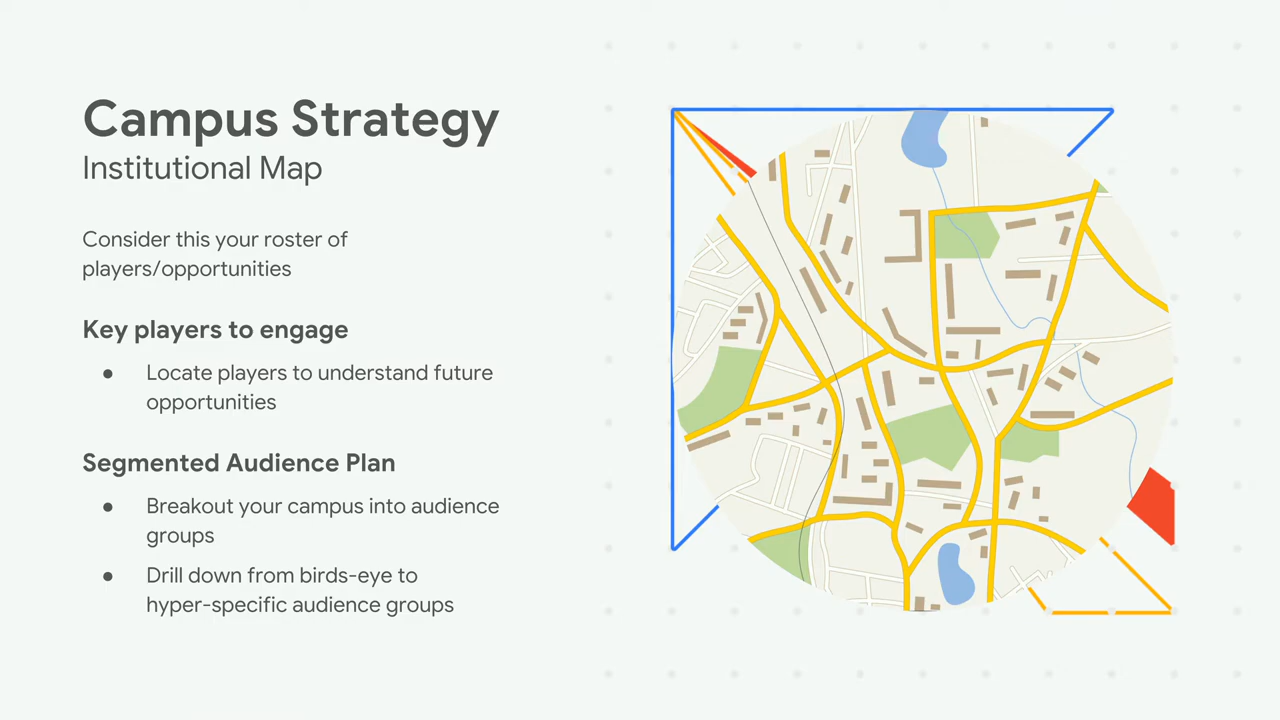 Campus Strategy
Institutional Map
Consider this your roster of
players/opportunities
Key players to engage
● Locate players to understand future
opportunities
Segmented Audience Plan
● Breakout your campus into audience
groups
● Drill down from birds-eye to
hyper-specific audience groups